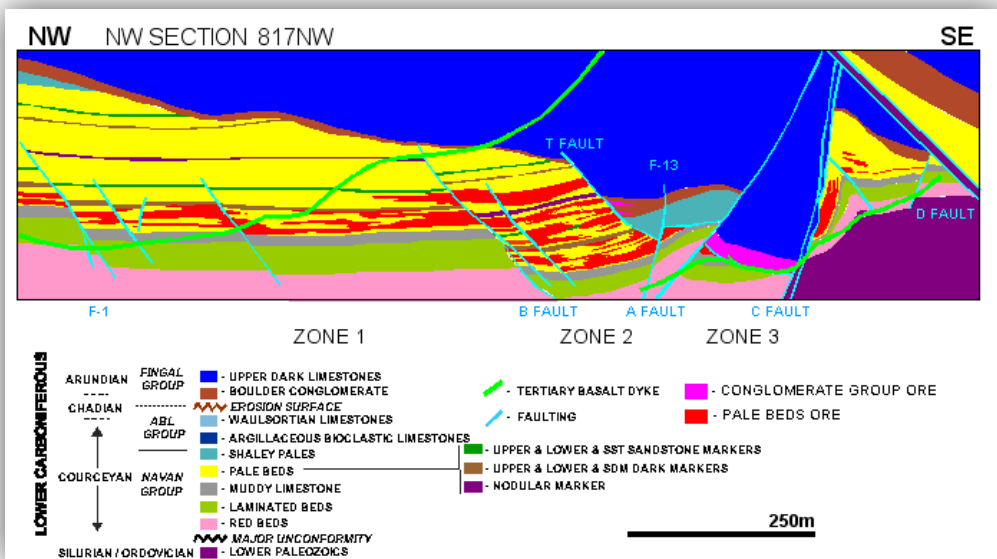 NW NW SECTION 817NW SE
T FAULT
F-13
D FAULT
F-1 B FAULT A FAULT C FAULT
ZONE 1 ZONE 2 ZONE 3
LOWER CARBONIFEROUS
ARUNDIAN
CHADIAN
COURCEYAN
SILURIAN / ORDOVICIAN
FINGAL GROUP
ABL GROUP
NAVAN GROUP
- UPPER DARK LIMESTONES
- BOULDER CONGLOMERATE
- EROSION SURFACE
- WAULSORTIAN LIMESTONES
- ARGILLACEOUS BIOCLASTIC LIMESTONES
- SHALEY PALES
- PALE BEDS
- MUDDY LIMESTONE
- LAMINATED BEDS
- RED BEDS
- MAJOR UNCONFORMITY
- LOWER PALEOZOICS
- TERTIARY BASALT DYKE
- FAULTING
- CONGLOMERATE GROUP ORE
- PALE BEDS ORE
- UPPER & LOWER & SST SANDSTONE MARKERS
- UPPER & LOWER & SDM DARK MARKERS
- NODULAR MARKER
250m